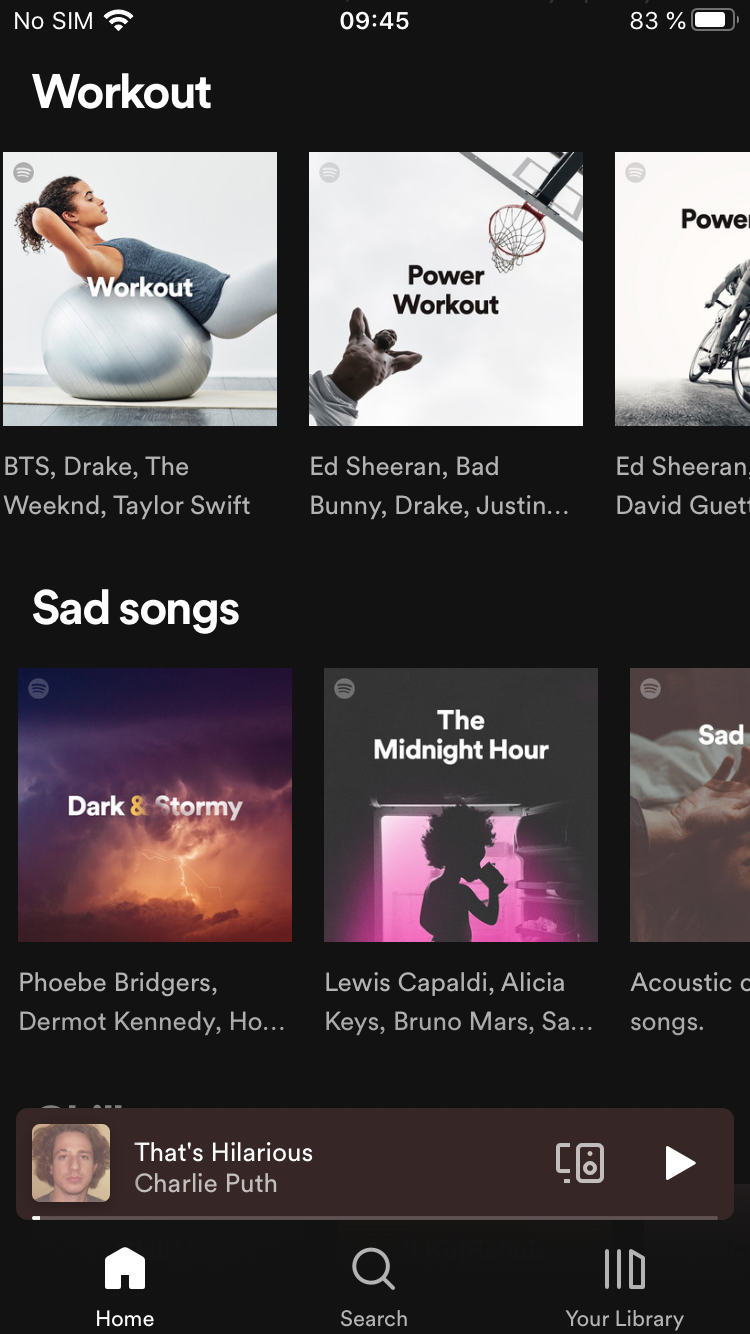 No SIM 09:45 83 %
Workout
Workout
Power
Workout
Power
BTS, Drake, The
Weeknd, Taylor Swift
Ed Sheeran, Bad
Bunny, Drake, Justin...
Ed Sheeran,
David Guett
Sad songs
Dark & Stormy
The
Midnight Hour
Sad
Phoebe Bridgers,
Dermot Kennedy, Ho...
Lewis Capaldi, Alicia
Keys, Bruno Mars, Sa...
Acoustic
songs.
That's Hilarious
Charlie Puth
Home
Search
Your Library